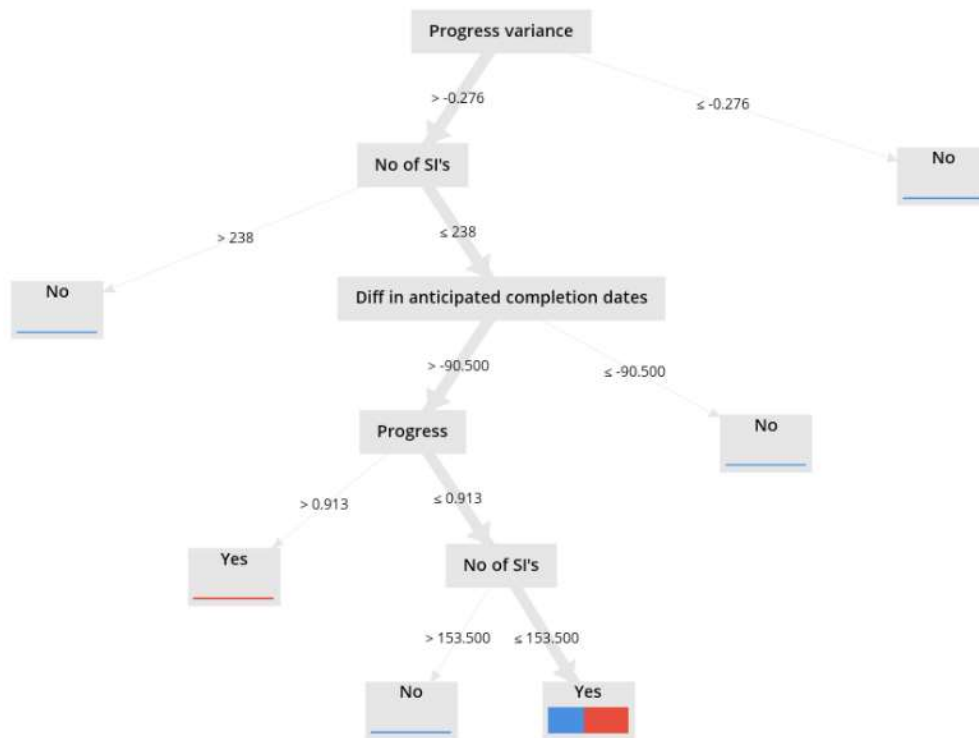 Progress variance
> -0.276
≤ -0.276
No of SI's
No
> 238
≤ 238
No
Diff in anticipated completion dates
> -90.500
≤ -90.500
Progress
No
> 0.913
≤ 0.913
Yes
No of SI's
> 153.500
≤ 153.500
No
Yes